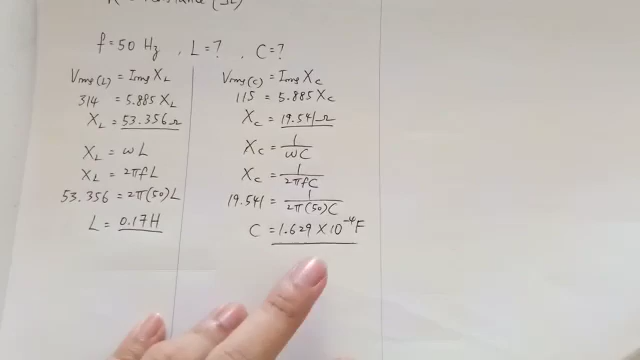 R = resistance (Ω)
f = 50 Hz , L = ? , C = ?
Vrms(L) = Irms XL
314 = 5.885 XL
XL = 53.356 Ω
XL = ωL
XL = 2πfL
53.356 = 2π(50)L
L = 0.17H
Vrms(C) = Irms XC
115 = 5.885 XC
XC = 19.541 Ω
XC = 1/ωC
XC = 1/2πfC
19.541 = 1/2π(50)C
C = 1.629 × 10⁻⁴ F